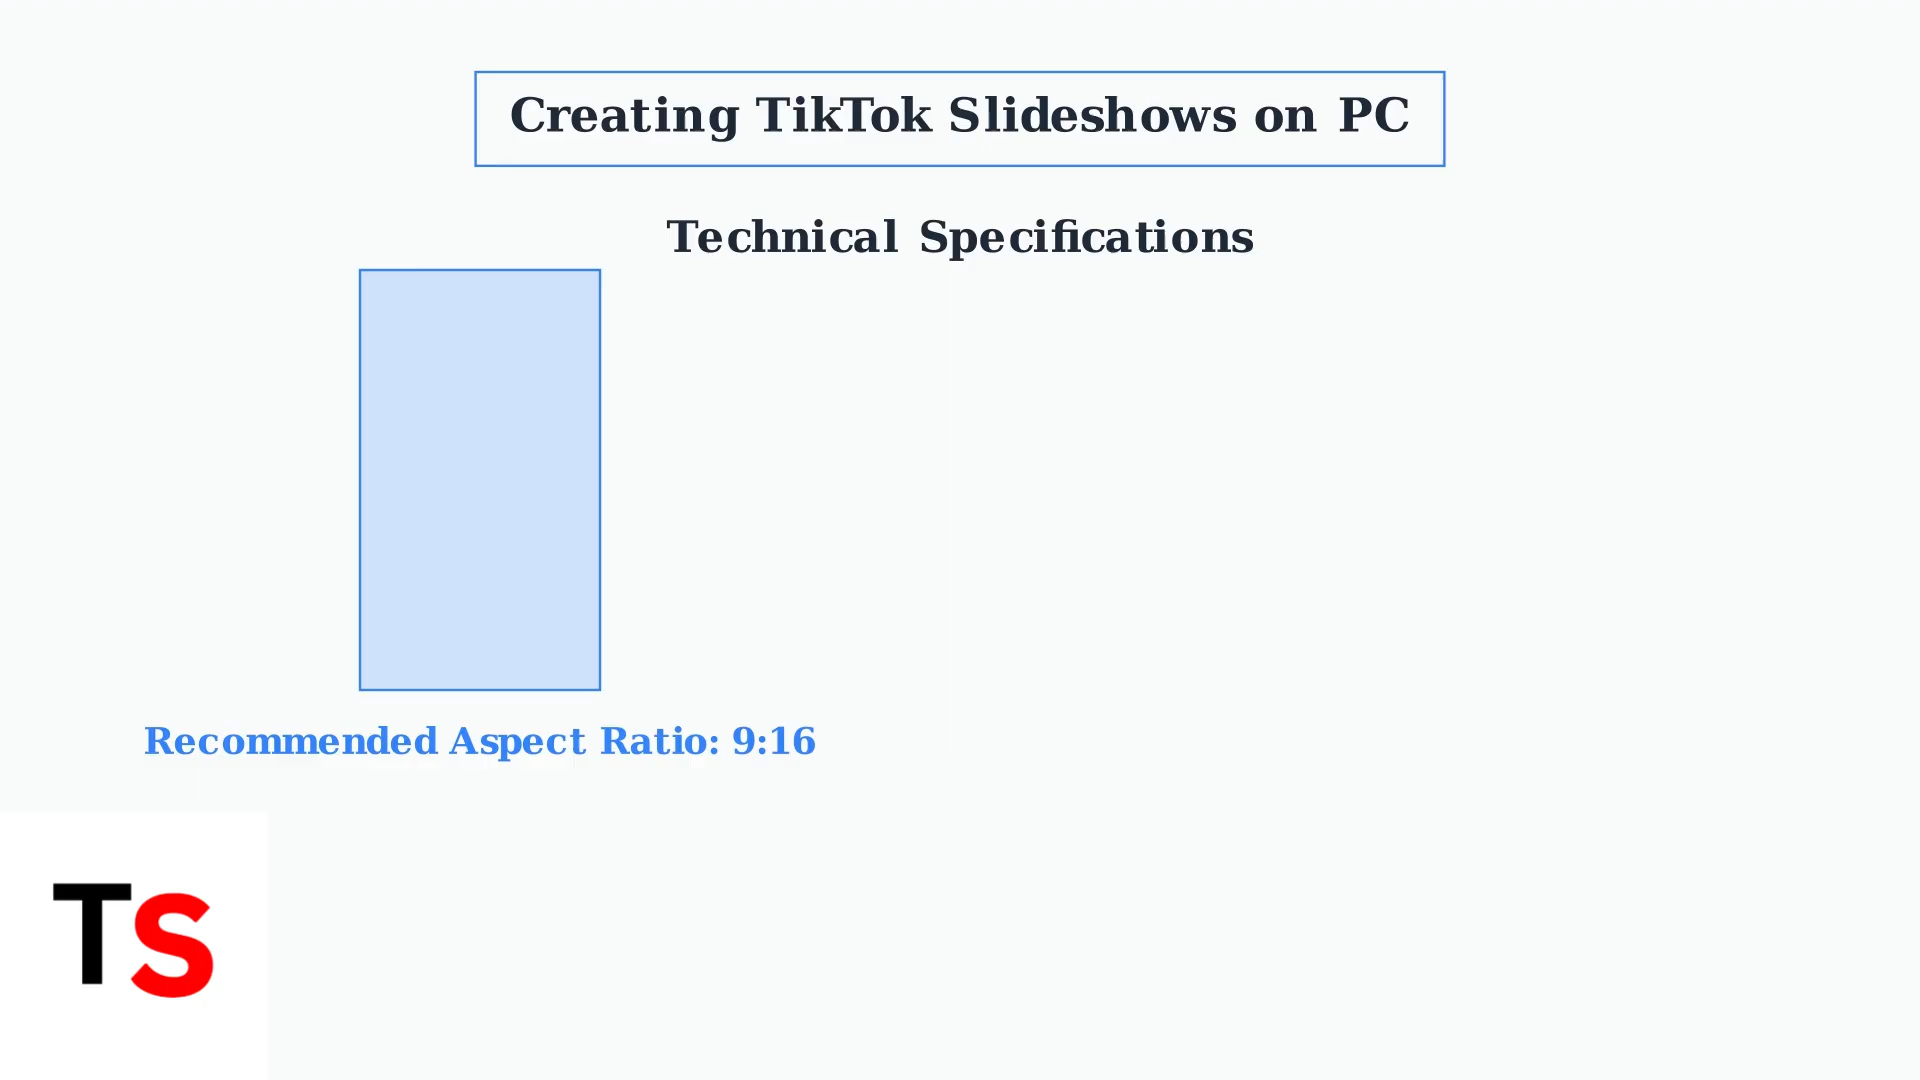 Creating TikTok Slideshows on PC
Technical Specifications
Recommended Aspect Ratio: 9:16
TS